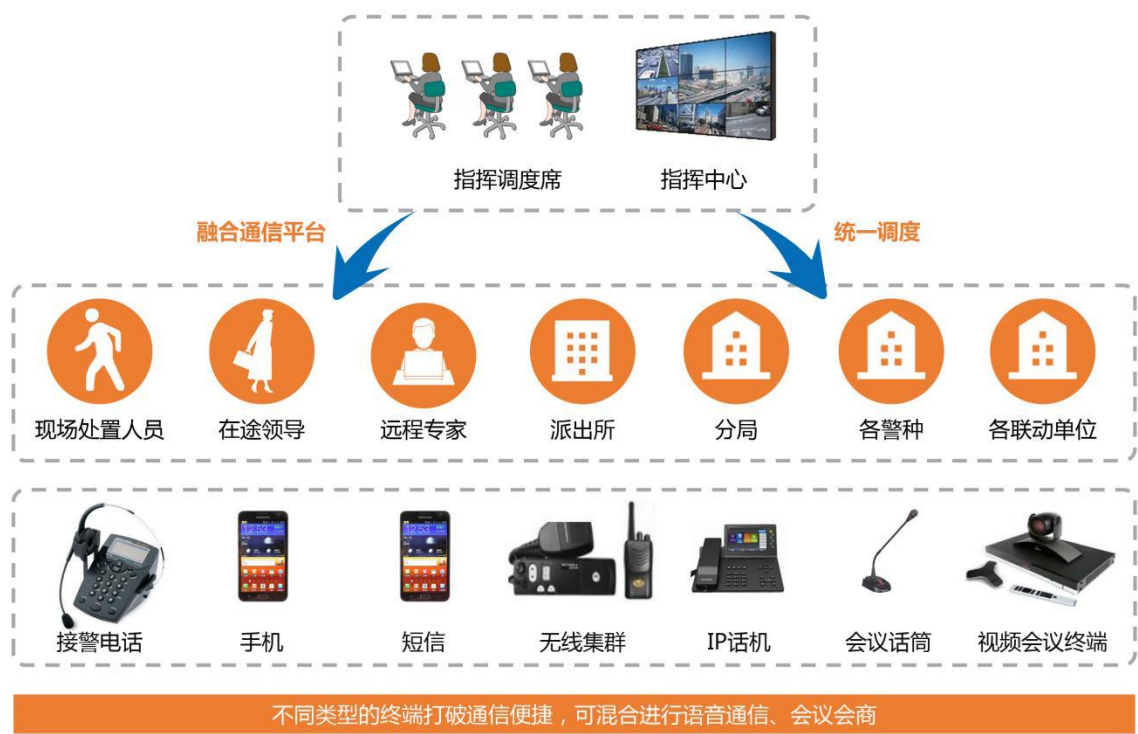 指挥调度席
指挥中心
融合通信平台
统一调度
现场处置人员
在途领导
远程专家
派出所
分局
各警种
各联动单位
接警电话
手机
短信
无线集群
IP话机
会议话筒
视频会议终端
不同类型的终端打破通信便捷，可混合进行语音通信、会议会商